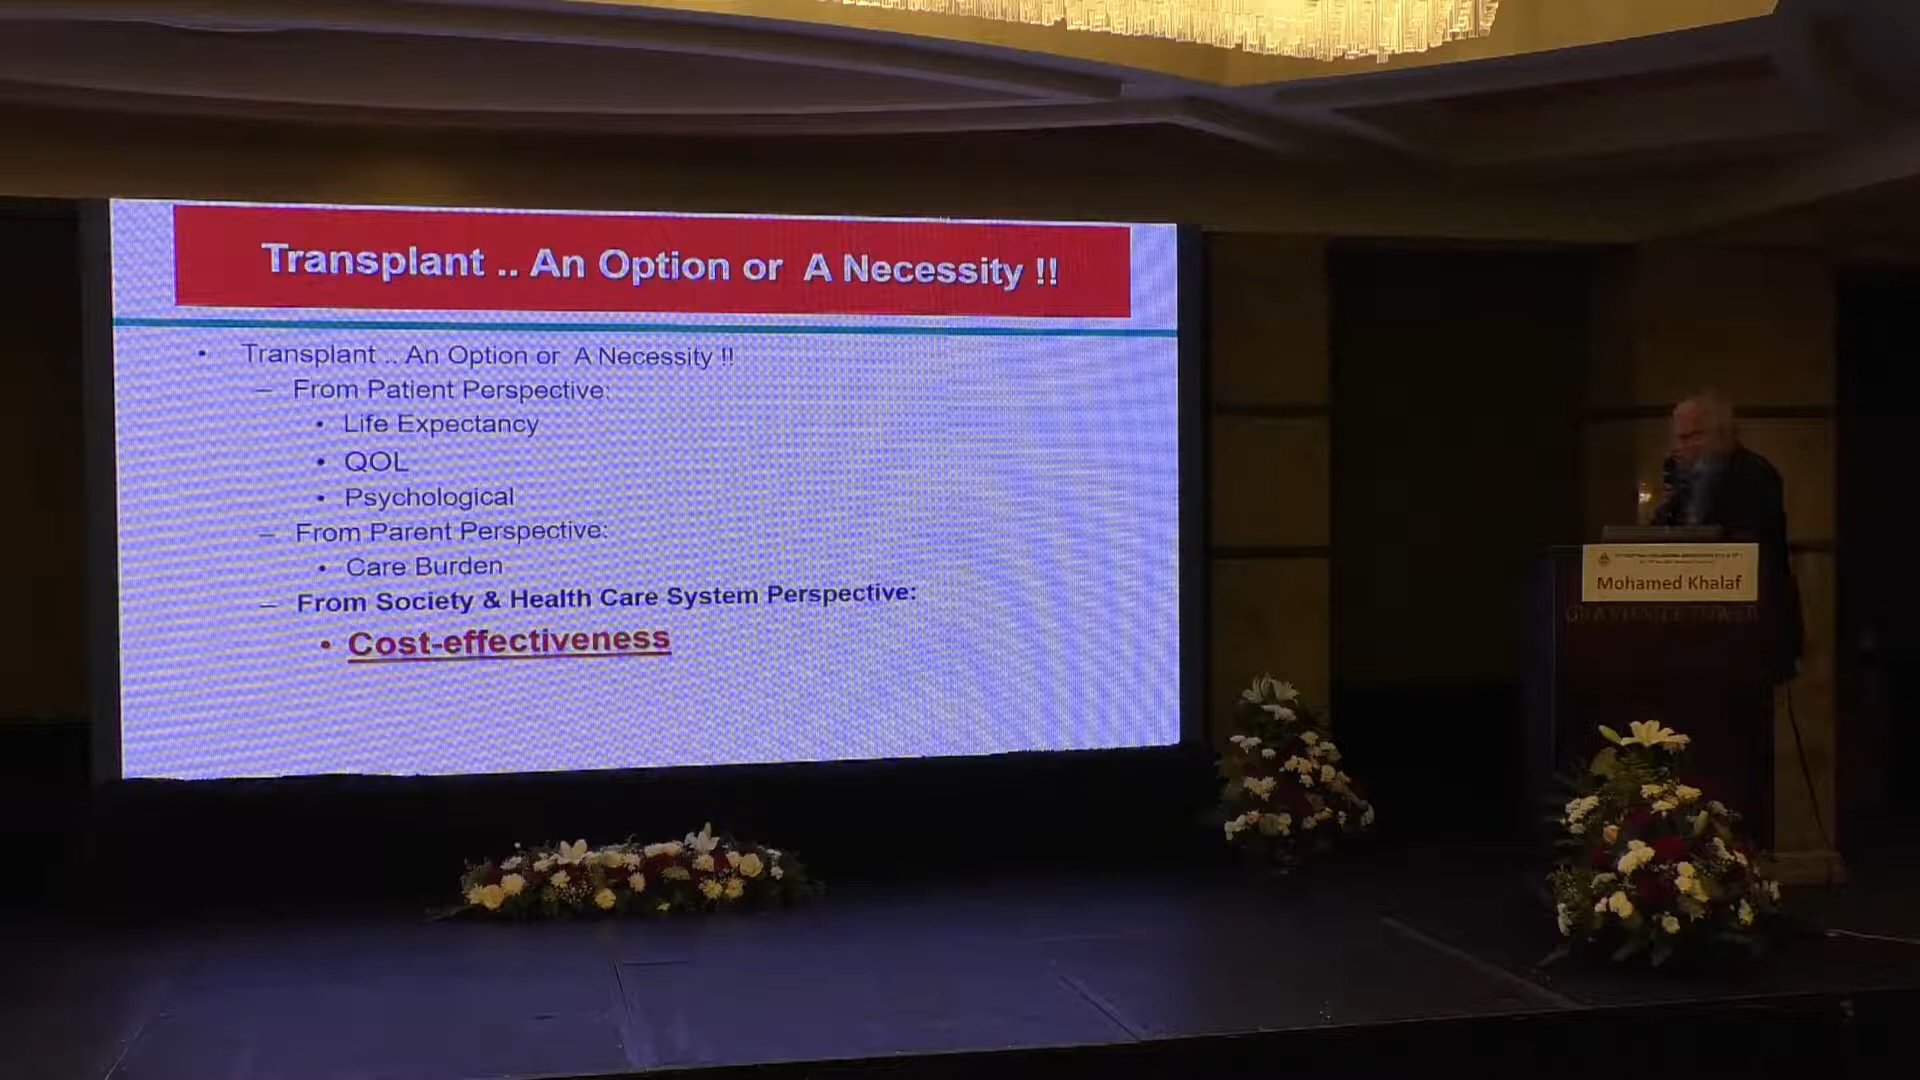 Transplant .. An Option or A Necessity !!
• Transplant .. An Option or A Necessity !!
– From Patient Perspective:
• Life Expectancy
• QOL
• Psychological
– From Parent Perspective:
• Care Burden
– From Society & Health Care System Perspective:
• Cost-effectiveness
Mohamed Khalaf